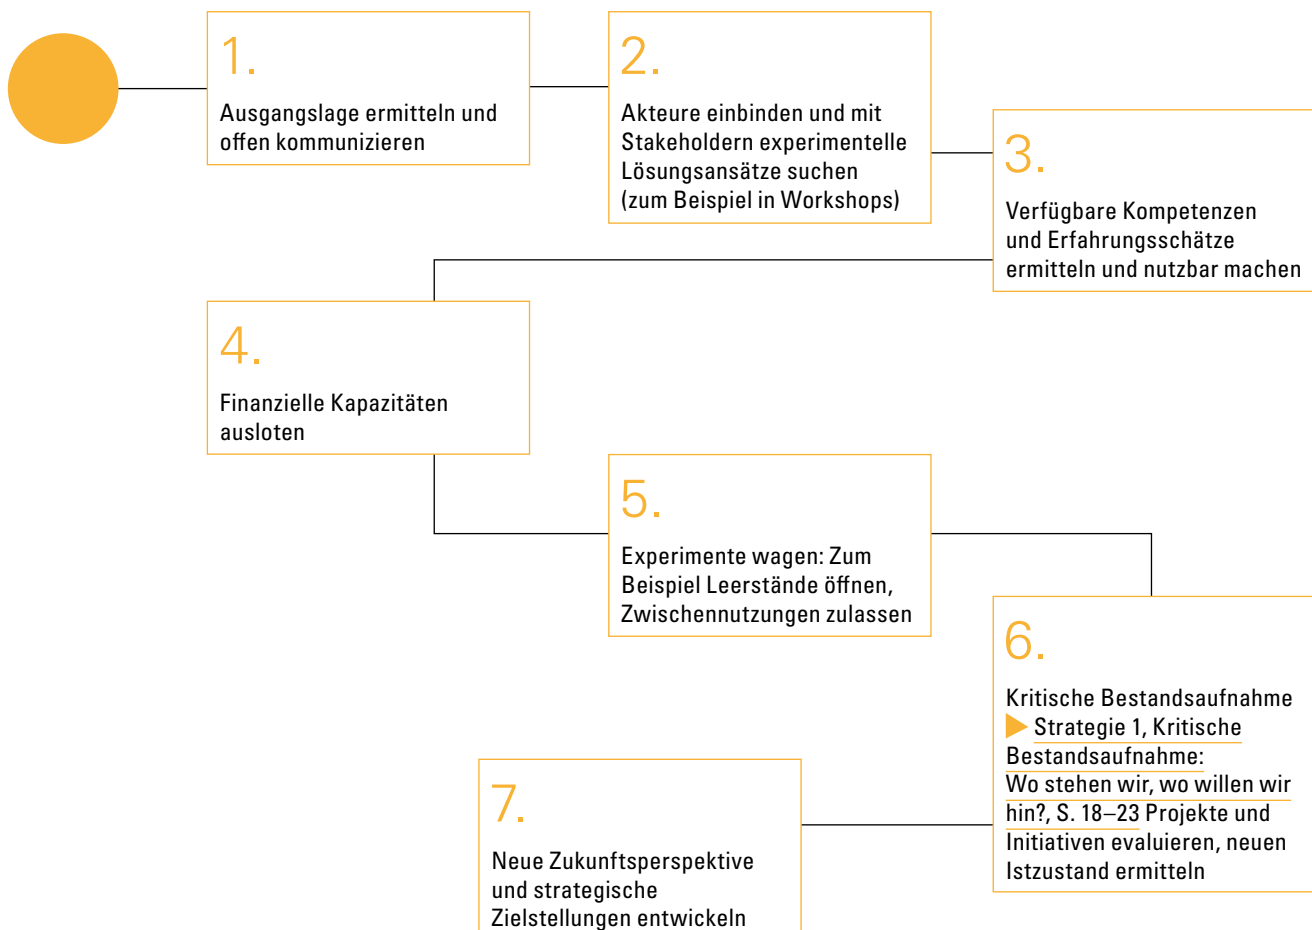 1.
Ausgangslage ermitteln und
offen kommunizieren
2.
Akteure einbinden und mit
Stakeholdern experimentelle
Lösungsansätze suchen
(zum Beispiel in Workshops)
3.
Verfügbare Kompetenzen
und Erfahrungsschätze
ermitteln und nutzbar machen
4.
Finanzielle Kapazitäten
ausloten
5.
Experimente wagen: Zum
Beispiel Leerstände öffnen,
Zwischennutzungen zulassen
6.
Kritische Bestandsaufnahme
Strategie 1, Kritische
Bestandsaufnahme:
Wo stehen wir, wo willen wir
hin?, S. 18–23 Projekte und
Initiativen evaluieren, neuen
Istzustand ermitteln
7.
Neue Zukunftsperspektive
und strategische
Zielstellungen entwickeln